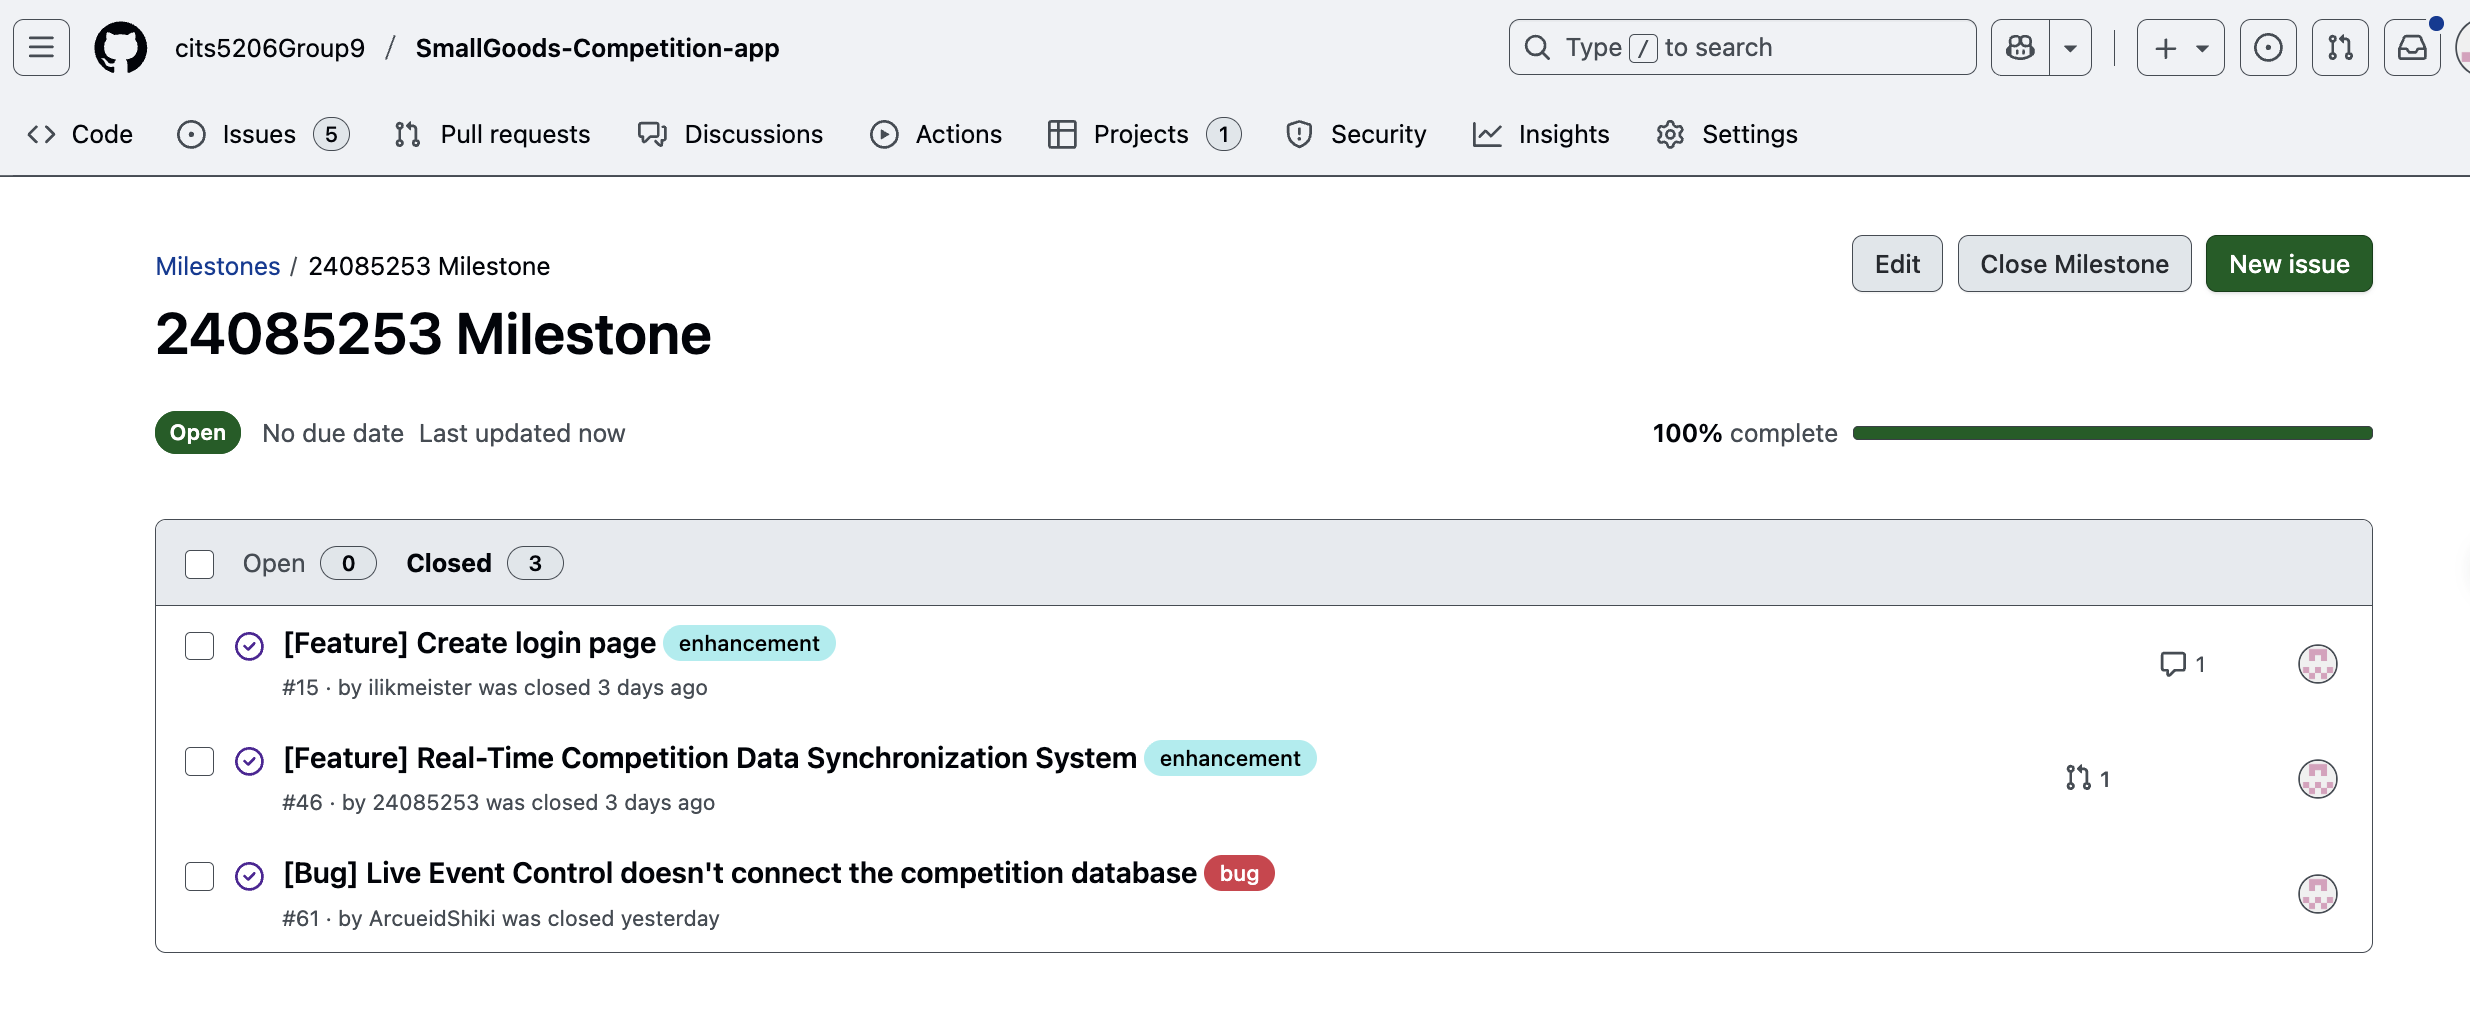 cits5206Group9 / SmallGoods-Competition-app
Type / to search
Code Issues 5 Pull requests Discussions Actions Projects 1 Security Insights Settings
Milestones / 24085253 Milestone
Edit Close Milestone New issue
24085253 Milestone
Open No due date Last updated now
100% complete
Open 0 Closed 3
[Feature] Create login page enhancement
1
#15 · by ilikmeister was closed 3 days ago
[Feature] Real-Time Competition Data Synchronization System enhancement
1
#46 · by 24085253 was closed 3 days ago
[Bug] Live Event Control doesn't connect the competition database bug
#61 · by ArcueidShiki was closed yesterday